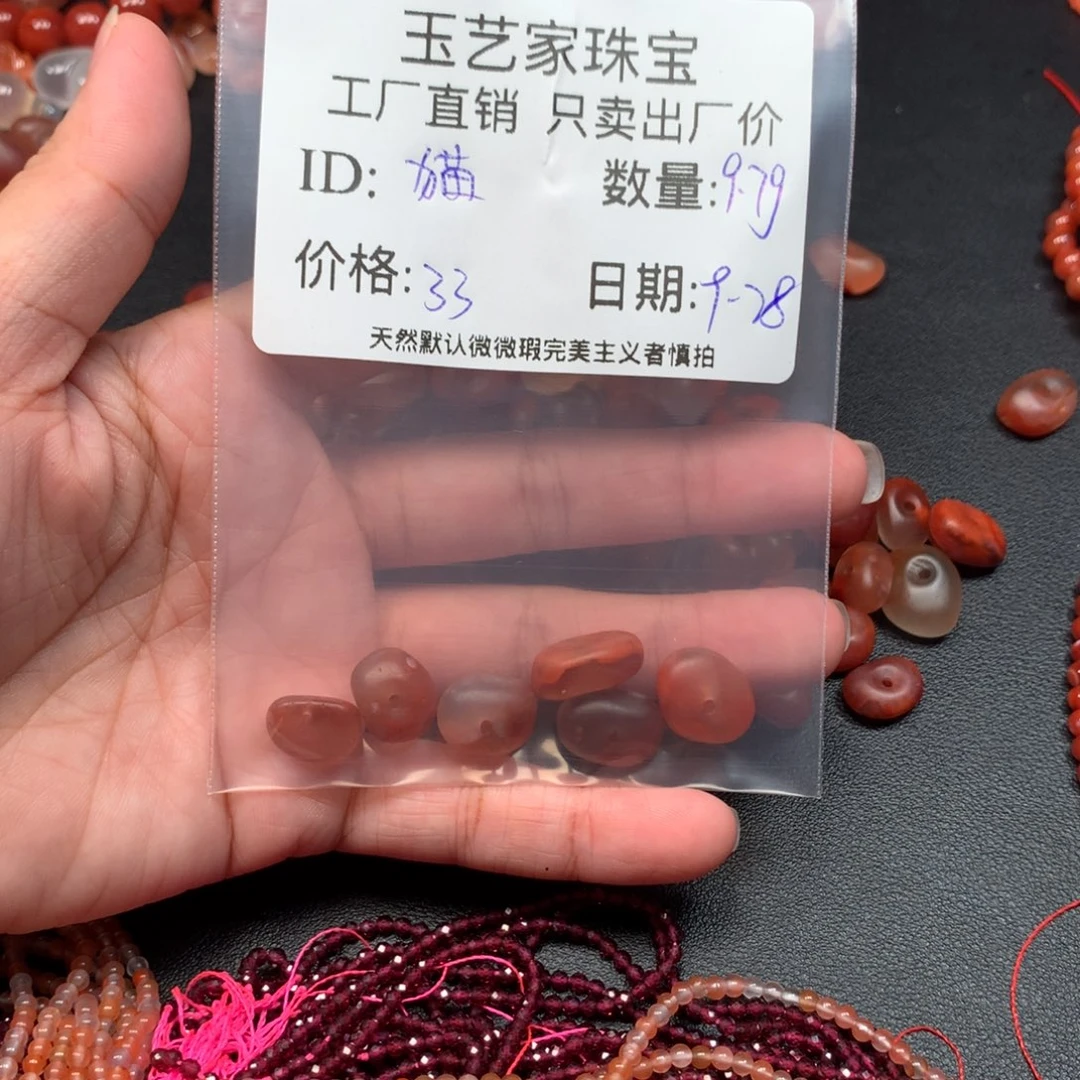 玉艺家珠宝
工厂直销 只卖出厂价
ID: 猫 数量:9.79
价格:33 日期:9-28
天然默认微微瑕完美主义者慎拍